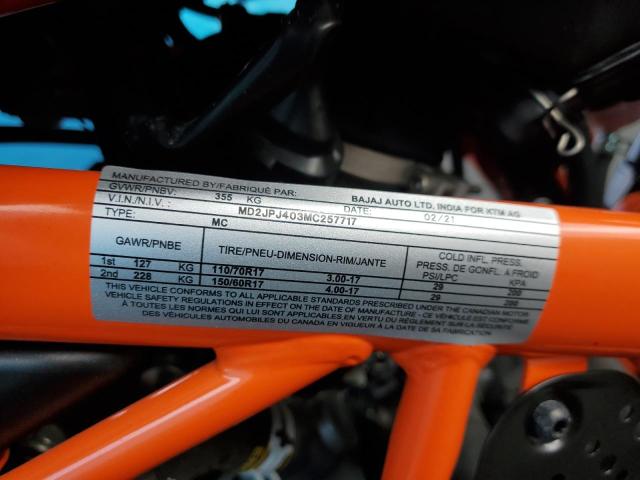 MANUFACTURED BY/FABRIQUÉ PAR: BAJAJ AUTO LTD. INDIA FOR KTM AG
GVWR/PNBV: 355 KG DATE: 02/21
V.I.N./N.I.V.: MD2JPJ403MC257717
TYPE: MC
GAWR/PNBE TIRE/PNEU-DIMENSION-RIM/JANTE COLD INFL. PRESS.
PRESS. DE GONFL. A FROID
PSI/LPC KPA
1st 127 KG 110/70R17 3.00-17 29 200
2nd 228 KG 150/60R17 4.00-17 29 200
THIS VEHICLE CONFORMS TO ALL APPLICABLE STANDARDS PRESCRIBED UNDER THE CANADIAN MOTOR
VEHICLE SAFETY REGULATIONS IN EFFECT ON THE DATE OF MANUFACTURE - CE VÉHICULE EST CONFORME
À TOUTES LES NORMES QUI LUI SONT APPLICABLES EN VERTU DU RÈGLEMENT SUR LA SÉCURITÉ
DES VÉHICULES AUTOMOBILES DU CANADA EN VIGUEUR À LA DATE DE SA FABRICATION